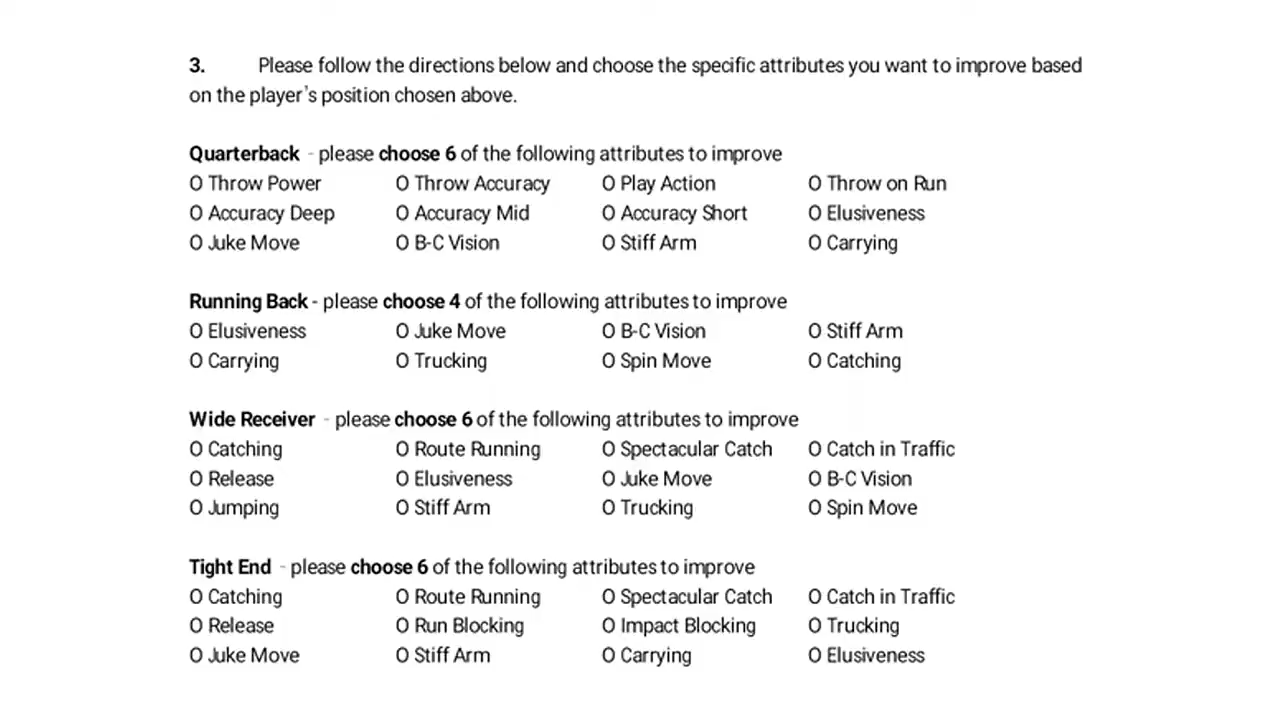 3. Please follow the directions below and choose the specific attributes you want to improve based
on the player's position chosen above.
Quarterback - please choose 6 of the following attributes to improve
O Throw Power O Throw Accuracy O Play Action O Throw on Run
O Accuracy Deep O Accuracy Mid O Accuracy Short O Elusiveness
O Juke Move O B-C Vision O Stiff Arm O Carrying
Running Back - please choose 4 of the following attributes to improve
O Elusiveness O Juke Move O B-C Vision O Stiff Arm
O Carrying O Trucking O Spin Move O Catching
Wide Receiver - please choose 6 of the following attributes to improve
O Catching O Route Running O Spectacular Catch O Catch in Traffic
O Release O Elusiveness O Juke Move O B-C Vision
O Jumping O Stiff Arm O Trucking O Spin Move
Tight End - please choose 6 of the following attributes to improve
O Catching O Route Running O Spectacular Catch O Catch in Traffic
O Release O Run Blocking O Impact Blocking O Trucking
O Juke Move O Stiff Arm O Carrying O Elusiveness